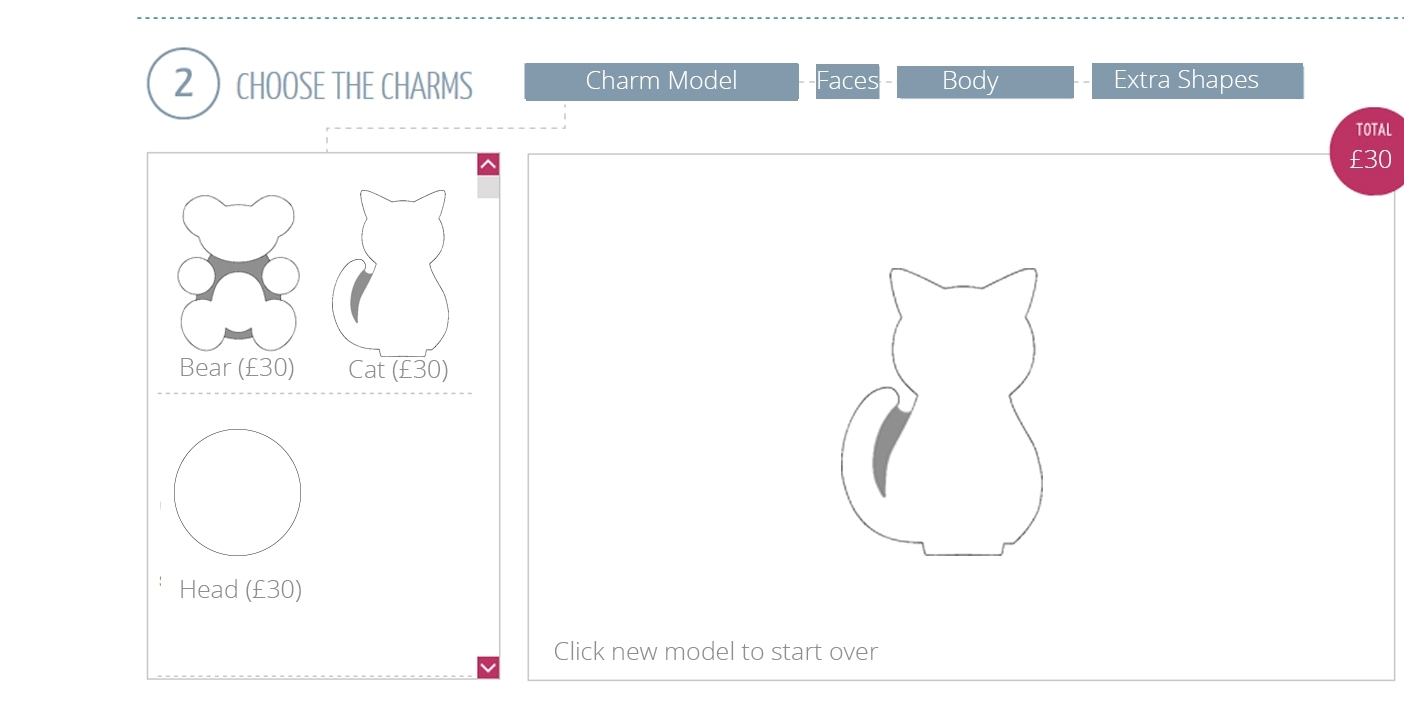 2 CHOOSE THE CHARMS
Charm Model Faces Body Extra Shapes
TOTAL
£30
Bear (£30) Cat (£30)
Head (£30)
Click new model to start over